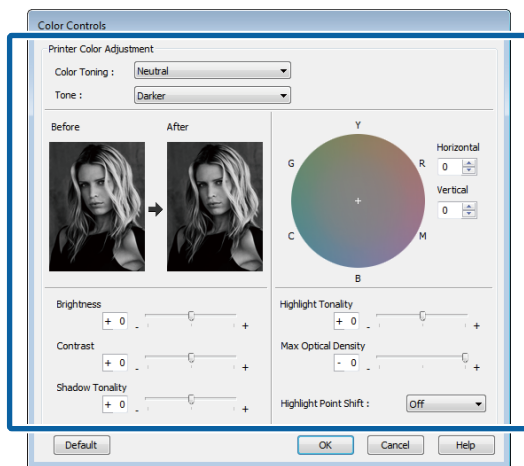 Color Controls
Printer Color Adjustment
Color Toning : Neutral
Tone : Darker
Before After
Y
G R
C M
B
Horizontal
0
Vertical
0
Brightness
+ 0 - +
Contrast
+ 0 - +
Shadow Tonality
+ 0 - +
Highlight Tonality
+ 0 - +
Max Optical Density
- 0 - +
Highlight Point Shift : Off
Default OK Cancel Help